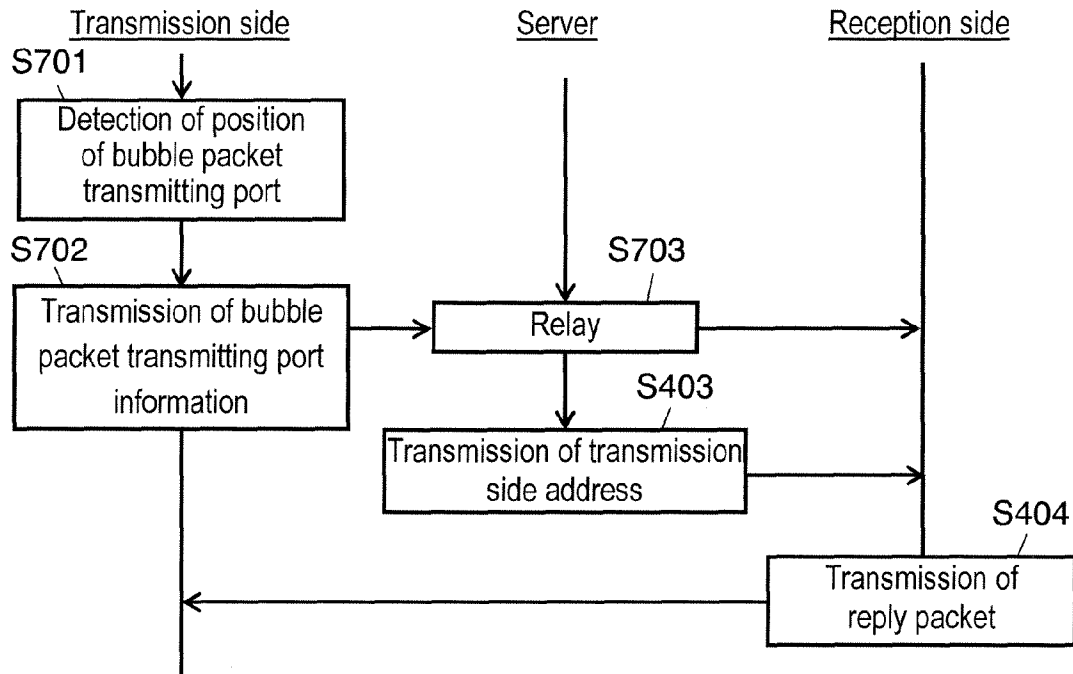 Transmission side
Server
Reception side
S701
Detection of position
of bubble packet
transmitting port
S702
Transmission of bubble
packet transmitting port
information
S703
Relay
S403
Transmission of transmission
side address
S404
Transmission of
reply packet